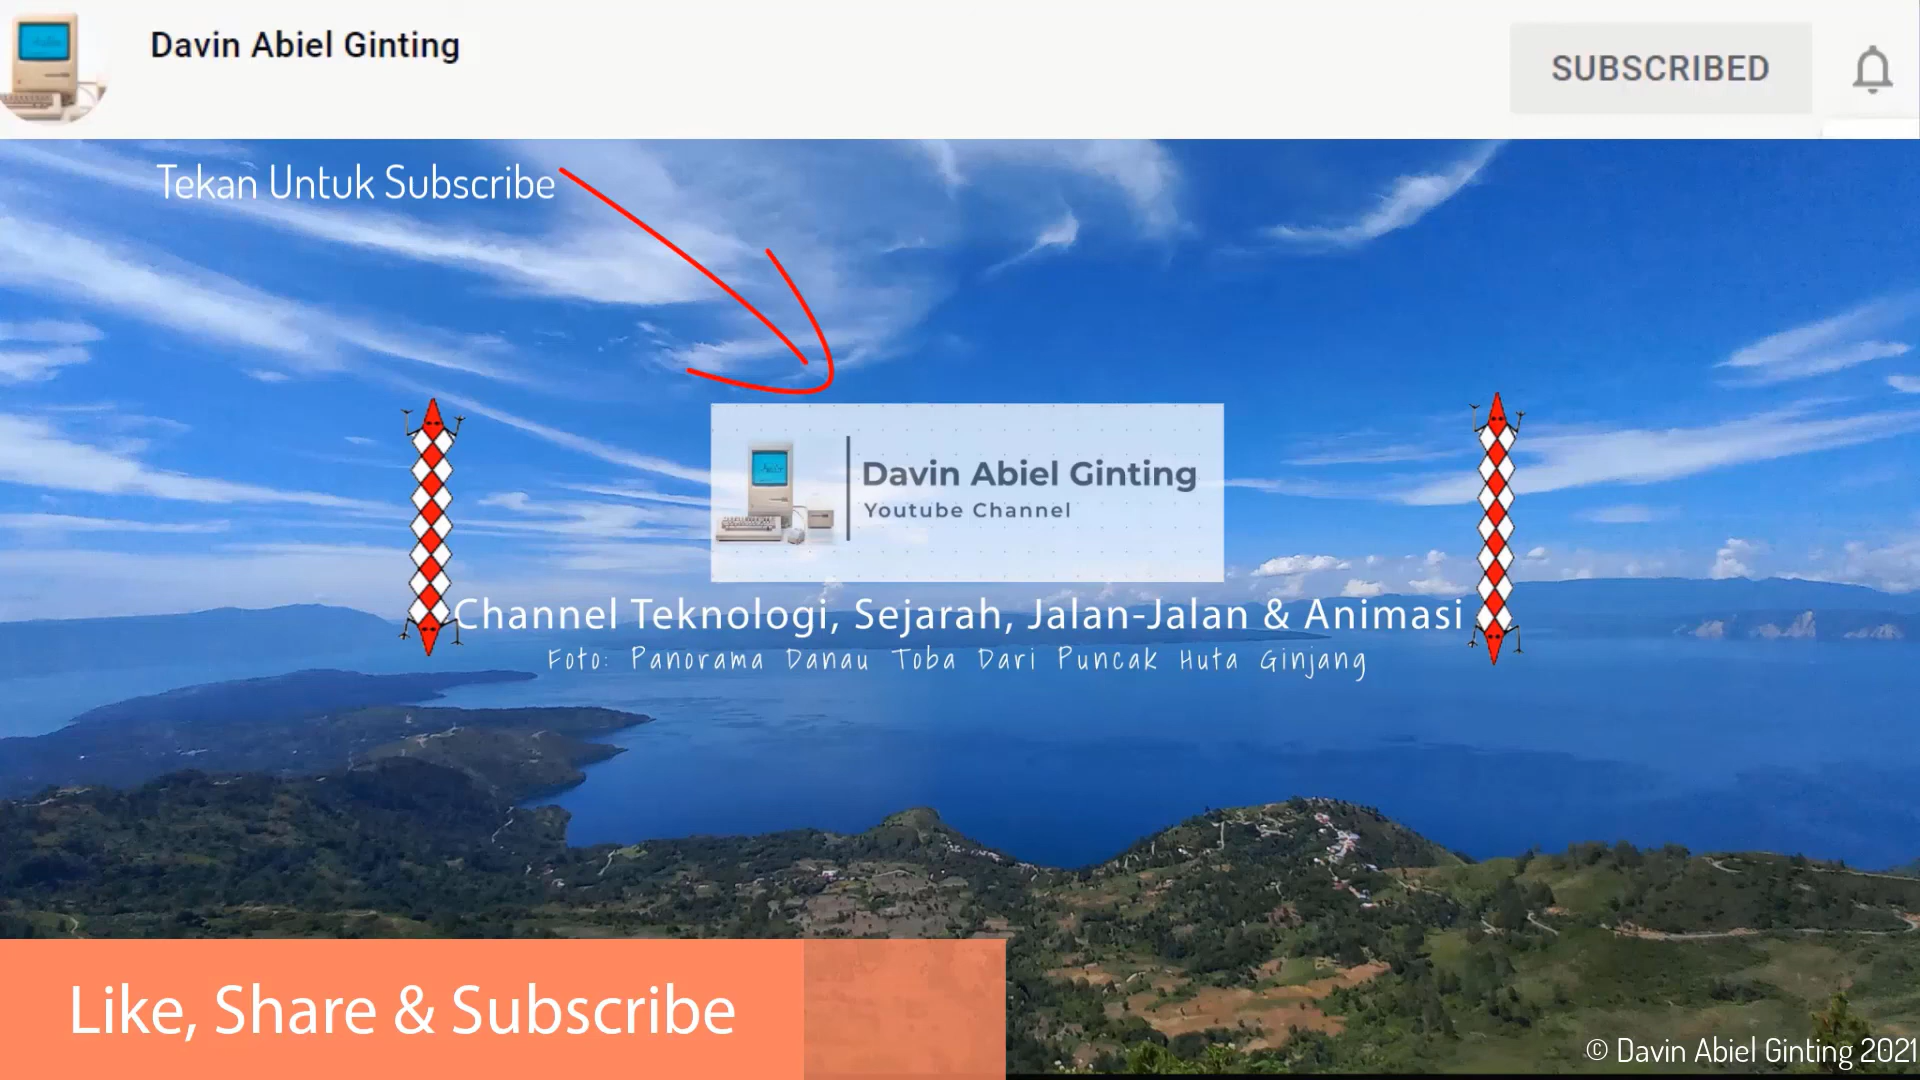 Davin Abiel Ginting
SUBSCRIBED
Tekan Untuk Subscribe
Davin Abiel Ginting
Youtube Channel
Channel Teknologi, Sejarah, Jalan-Jalan & Animasi
Foto: Panorama Danau Toba Dari Puncak Huta Ginjang
Like, Share & Subscribe
© Davin Abiel Ginting 2021